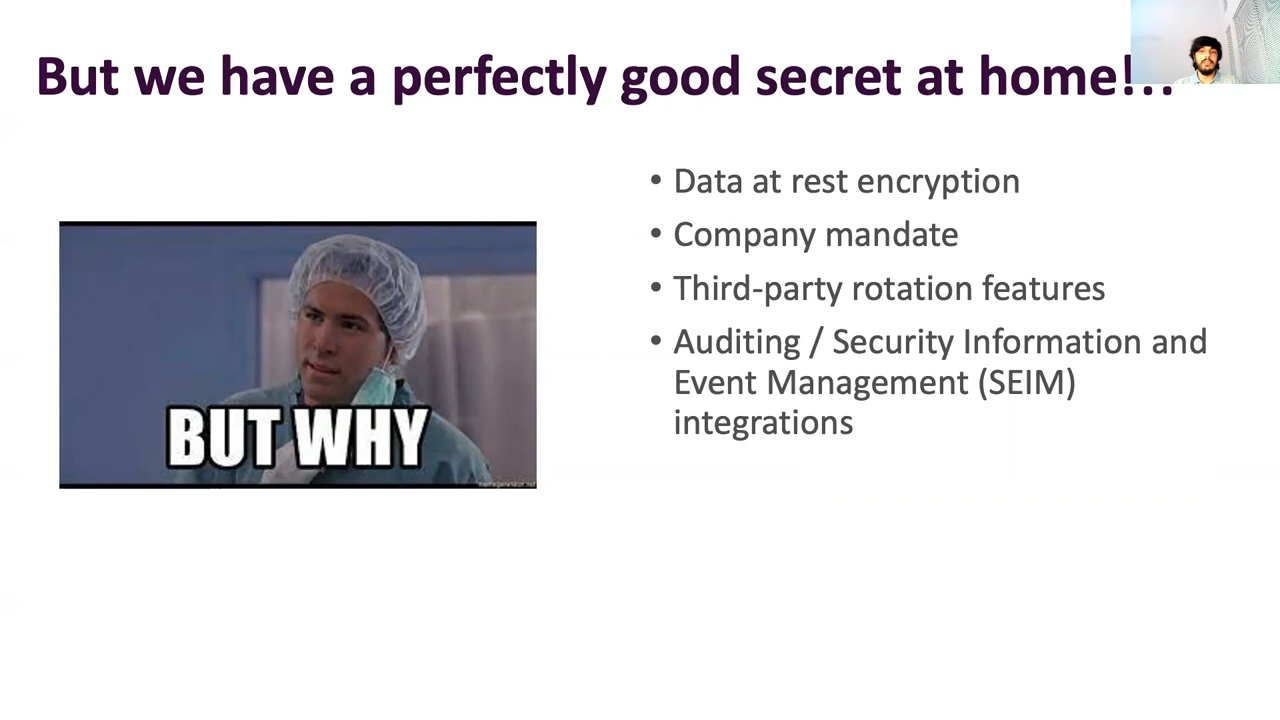 But we have a perfectly good secret at home!..
• Data at rest encryption
• Company mandate
• Third-party rotation features
• Auditing / Security Information and
Event Management (SEIM)
integrations
BUT WHY